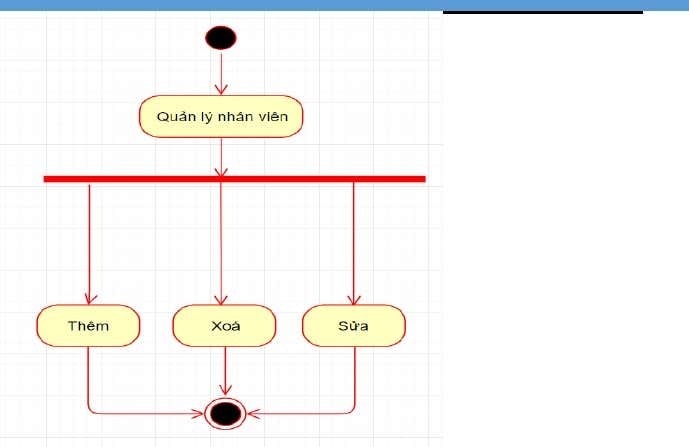 Quản lý nhân viên
Thêm
Xoá
Sửa